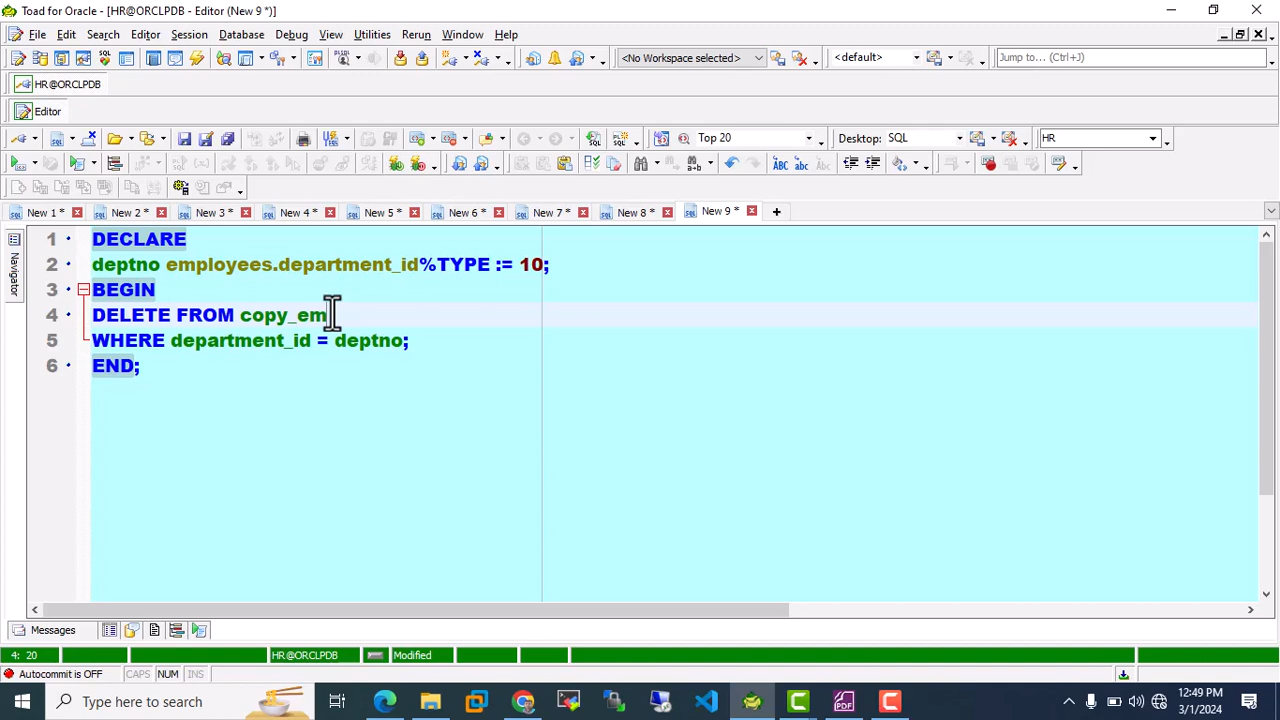 Toad for Oracle - [HR@ORCLPDB - Editor (New 9 *)]
File Edit Search Editor Session Database Debug View Utilities Rerun Window Help
<No Workspace selected> <default> Jump to... (Ctrl+J)
HR@ORCLPDB
Editor
Top 20 Desktop: SQL HR
New 1 * New 2 * New 3 * New 4 * New 5 * New 6 * New 7 * New 8 * New 9 *
Navigator
1 DECLARE
2 deptno employees.department_id%TYPE := 10;
3 BEGIN
4 DELETE FROM copy_em
5 WHERE department_id = deptno;
6 END;
Messages
4: 20 HR@ORCLPDB Modified
Autocommit is OFF CAPS NUM INS
Type here to search 12:49 PM
3/1/2024